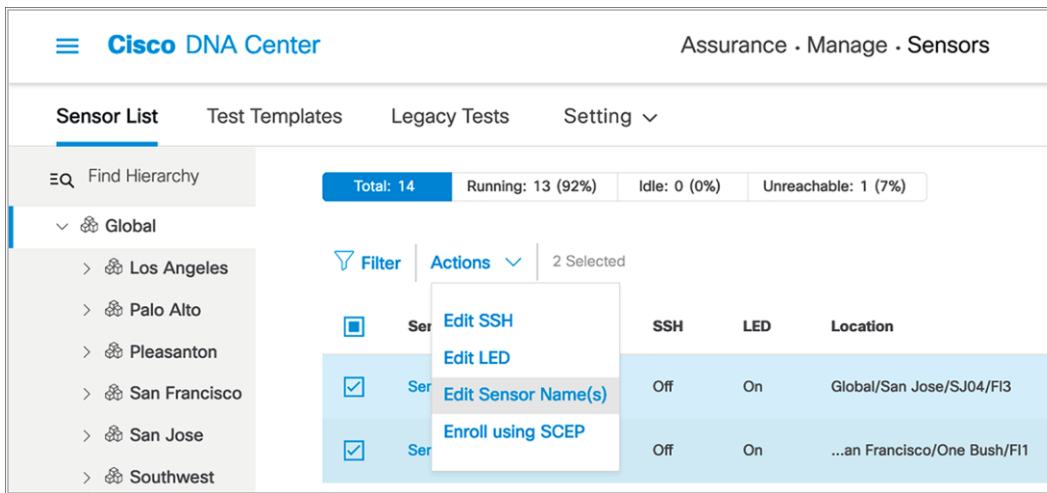 Cisco DNA Center
Assurance · Manage · Sensors
Sensor List Test Templates Legacy Tests Setting
Find Hierarchy
Total: 14 Running: 13 (92%) Idle: 0 (0%) Unreachable: 1 (7%)
Global
Filter Actions 2 Selected
Los Angeles
Palo Alto
Pleasanton
San Francisco
San Jose
Southwest
Edit SSH
Edit LED
Edit Sensor Name(s)
Enroll using SCEP
Ser SSH LED Location
Ser Off On Global/San Jose/SJ04/Fl3
Ser Off On ...an Francisco/One Bush/Fl1